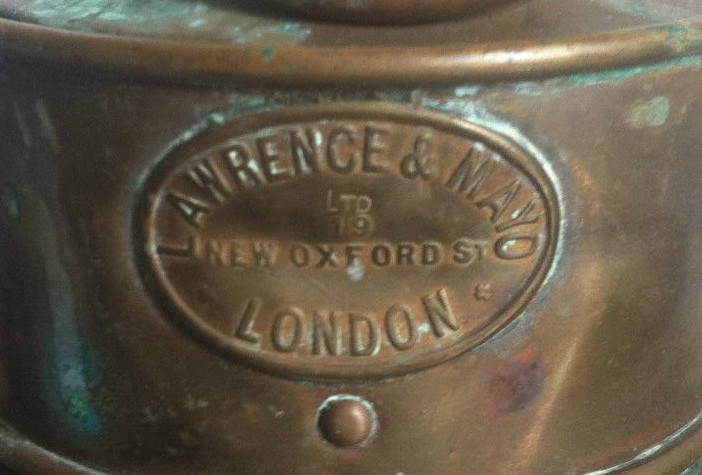 LAWRENCE & MAYO
LTD
19
NEW OXFORD ST
LONDON